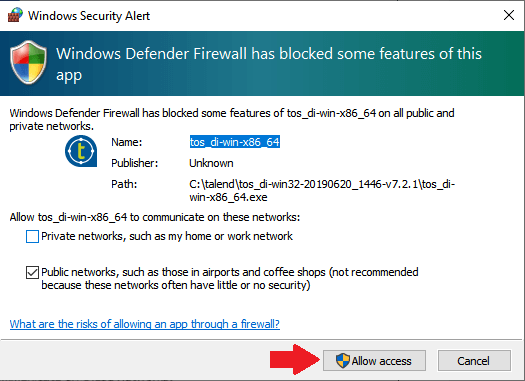 Windows Security Alert
Windows Defender Firewall has blocked some features of this
app
Windows Defender Firewall has blocked some features of tos_di-win-x86_64 on all public and
private networks.
Name: tos_di-win-x86_64
Publisher: Unknown
Path: C:\talend\tos_di-win32-20190620_1446-v7.2.1\tos_di-
win-x86_64.exe
Allow tos_di-win-x86_64 to communicate on these networks:
Private networks, such as my home or work network
Public networks, such as those in airports and coffee shops (not recommended
because these networks often have little or no security)
What are the risks of allowing an app through a firewall?
Allow access
Cancel